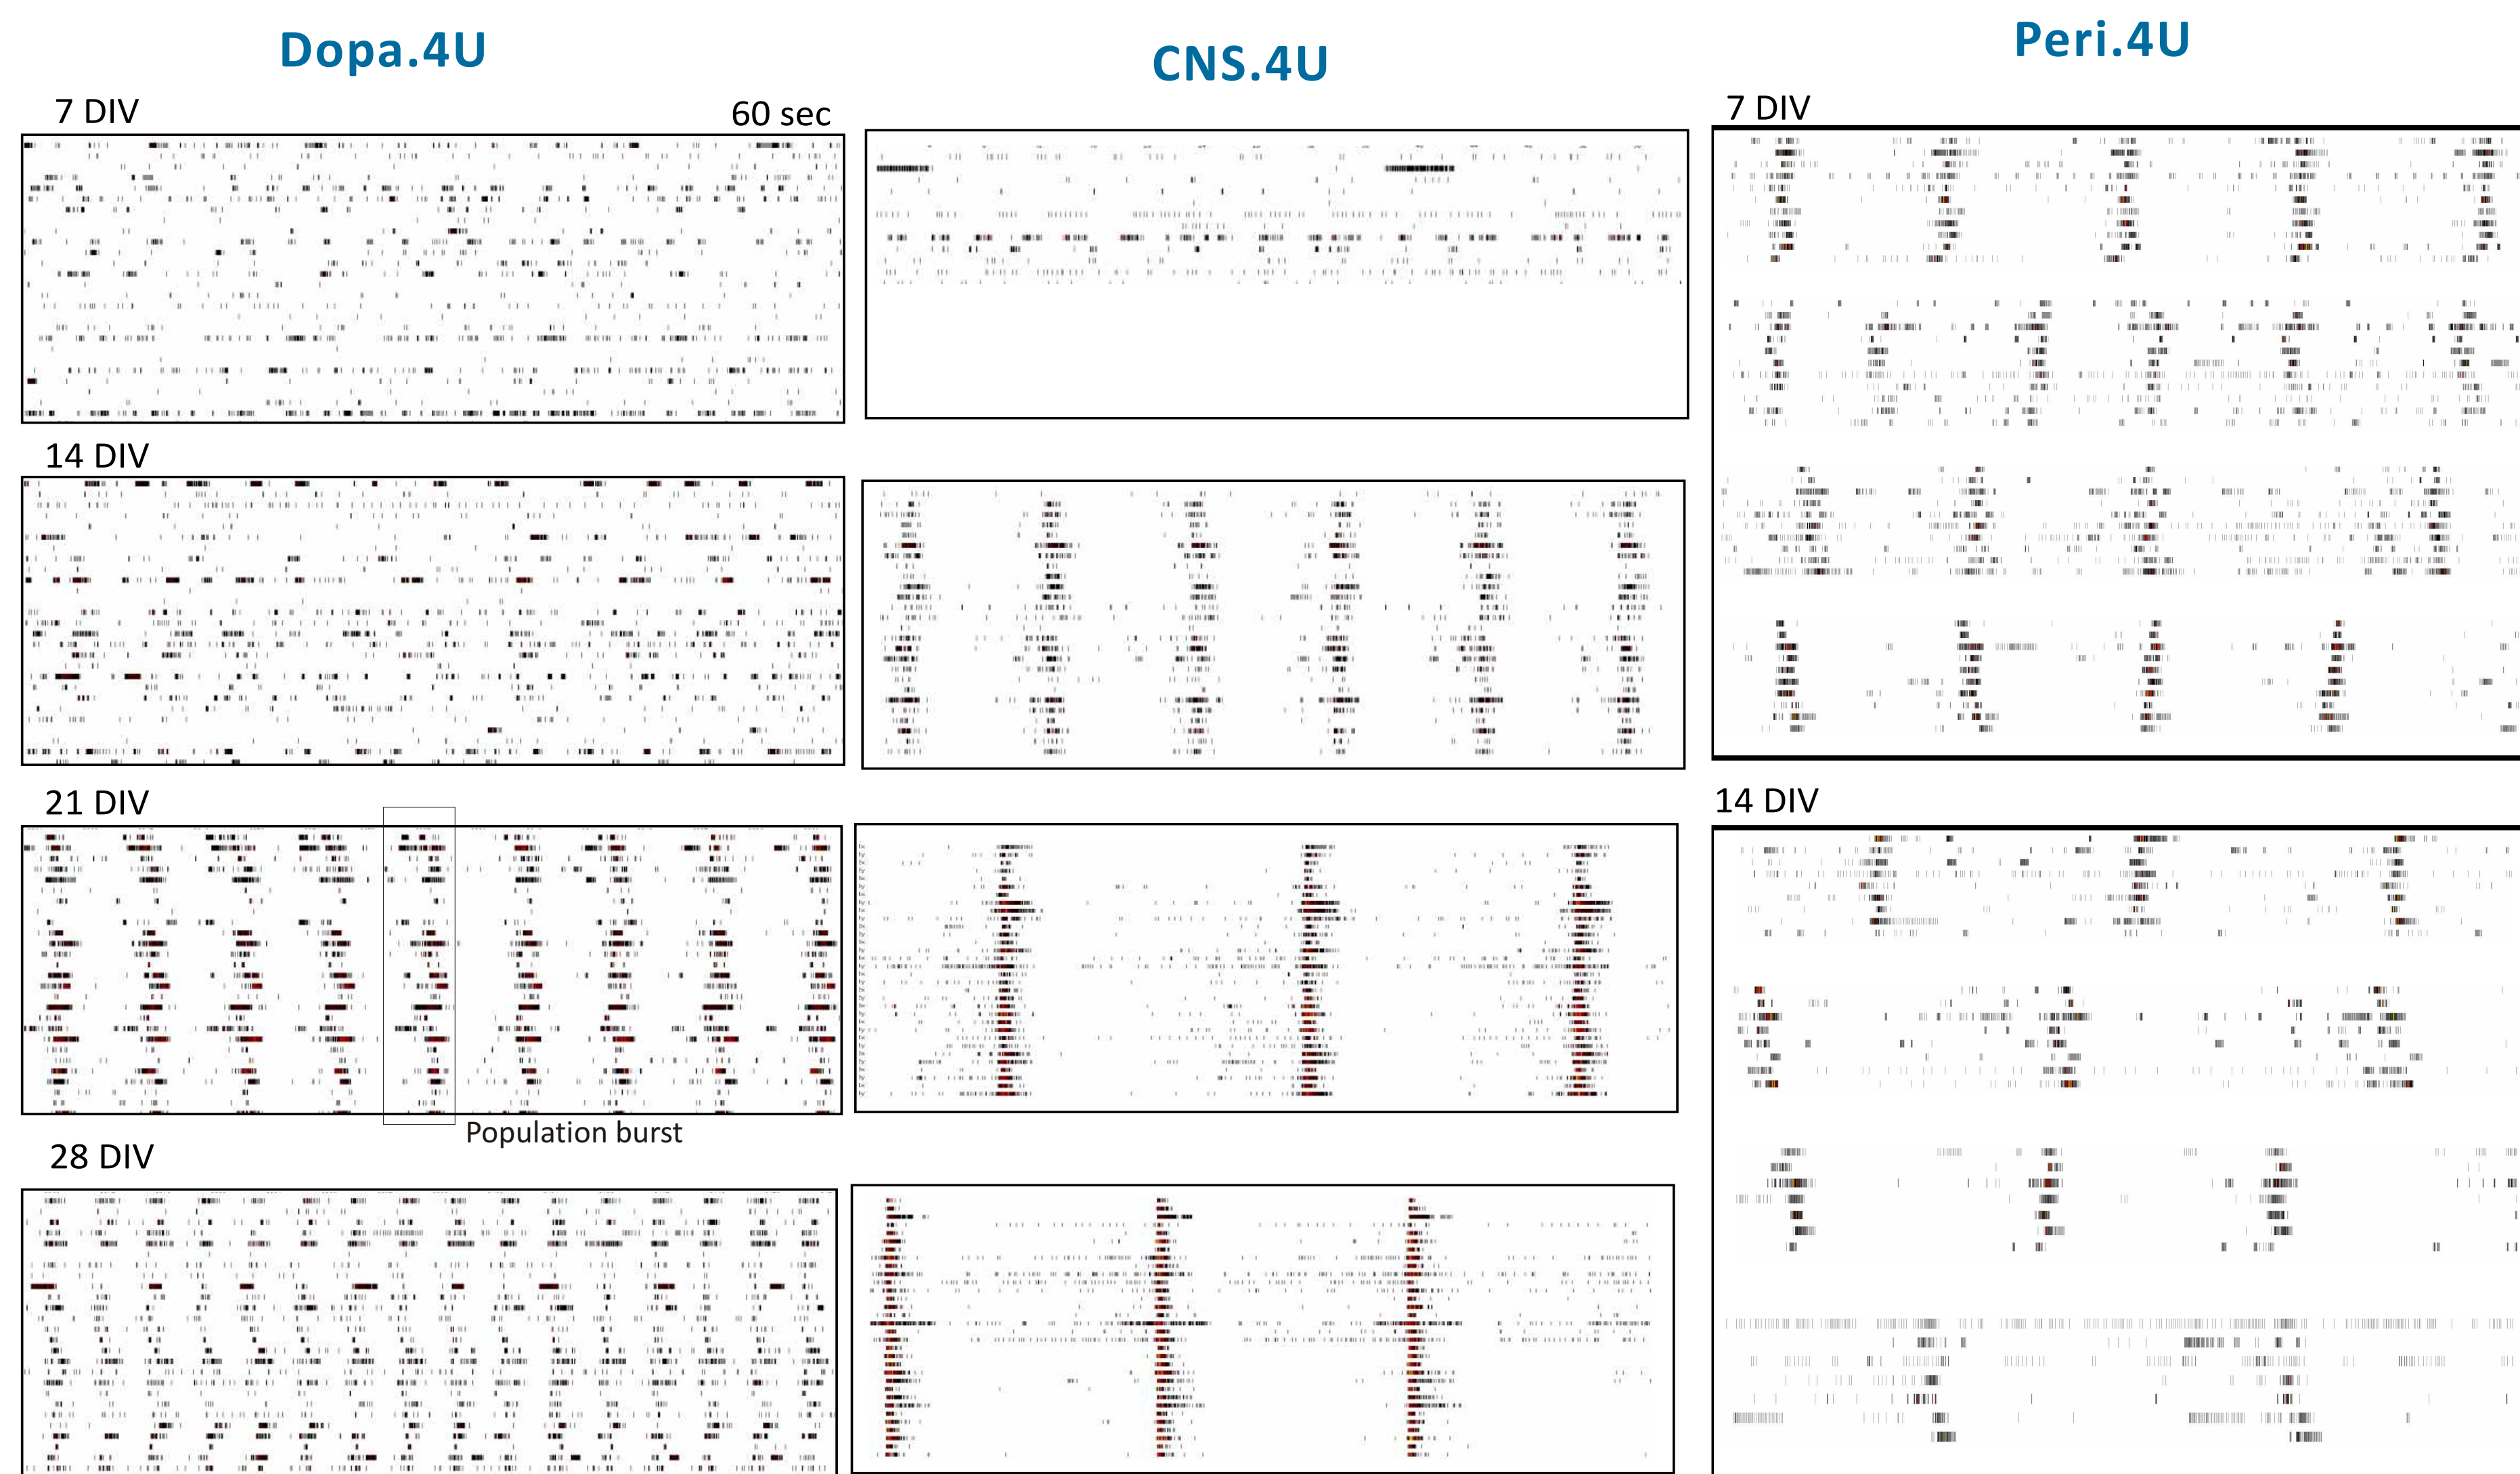 Dopa.4U
CNS.4U
Peri.4U
7 DIV
60 sec
7 DIV
14 DIV
21 DIV
14 DIV
Population burst
28 DIV